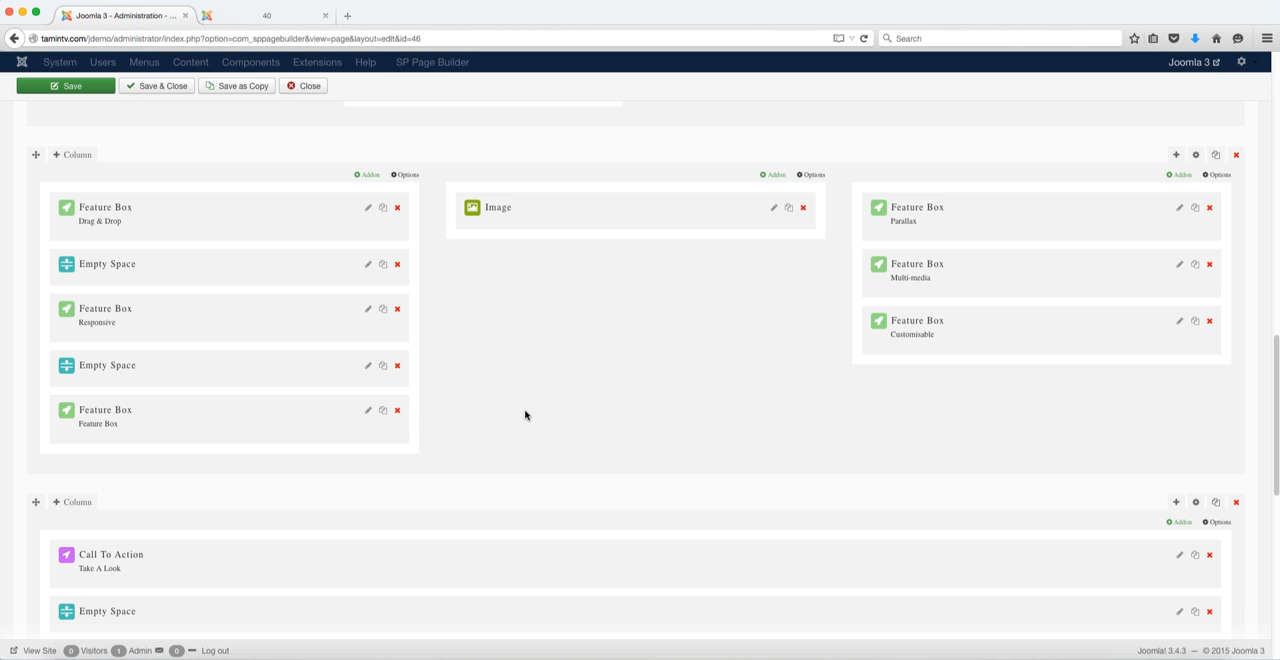 Joomla 3 - Administration - ...
40
tamintv.com/jdemo/administrator/index.php?option=com_sppagebuilder&view=page&layout=edit&id=46
Search
System Users Menus Content Components Extensions Help SP Page Builder
Joomla 3
Save
Save & Close
Save as Copy
Close
Column
Addon Options
Addon Options
Addon Options
Feature Box
Drag & Drop
Empty Space
Feature Box
Responsive
Empty Space
Feature Box
Feature Box
Image
Feature Box
Parallax
Feature Box
Multi-media
Feature Box
Customisable
Column
Addon Options
Call To Action
Take A Look
Empty Space
View Site 0 Visitors 1 Admin 0 Log out
Joomla! 3.4.3 — © 2015 Joomla 3